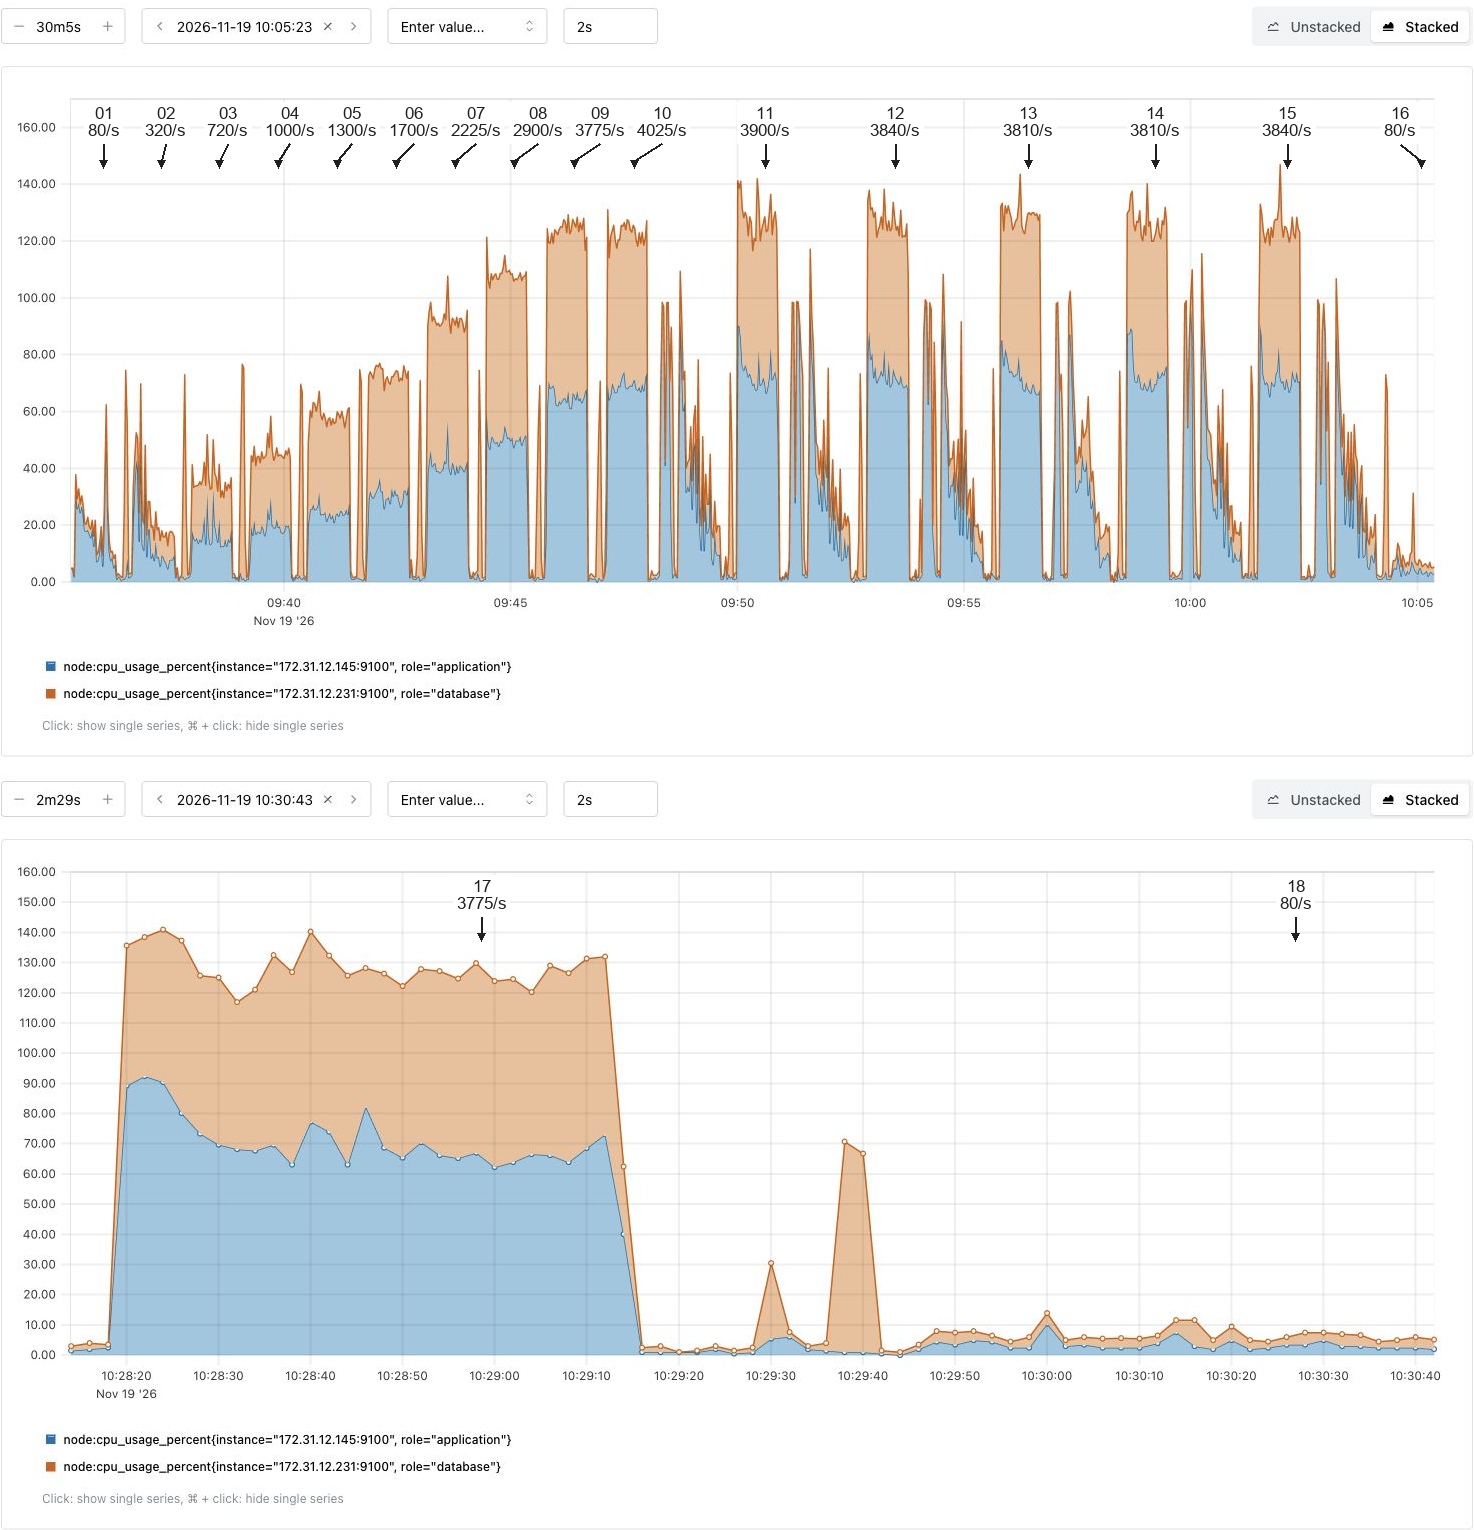 30m5s 2026-11-19 10:05:23 Enter value... 2s Unstacked Stacked
01 02 03 04 05 06 07 08 09 10 11 12 13 14 15 16
80/s 320/s 720/s 1000/s 1300/s 1700/s 2225/s 2900/s 3775/s 4025/s 3900/s 3840/s 3810/s 3810/s 3840/s 80/s
160.00
140.00
120.00
100.00
80.00
60.00
40.00
20.00
0.00
09:40 09:45 09:50 09:55 10:00 10:05
Nov 19 '26
node:cpu_usage_percent{instance="172.31.12.145:9100", role="application"}
node:cpu_usage_percent{instance="172.31.12.231:9100", role="database"}
Click: show single series, ⌘ + click: hide single series
2m29s 2026-11-19 10:30:43 Enter value... 2s Unstacked Stacked
17 18
3775/s 80/s
160.00
150.00
140.00
130.00
120.00
110.00
100.00
90.00
80.00
70.00
60.00
50.00
40.00
30.00
20.00
10.00
0.00
10:28:20 10:28:30 10:28:40 10:28:50 10:29:00 10:29:10 10:29:20 10:29:30 10:29:40 10:29:50 10:30:00 10:30:10 10:30:20 10:30:30 10:30:40
Nov 19 '26
node:cpu_usage_percent{instance="172.31.12.145:9100", role="application"}
node:cpu_usage_percent{instance="172.31.12.231:9100", role="database"}
Click: show single series, ⌘ + click: hide single series